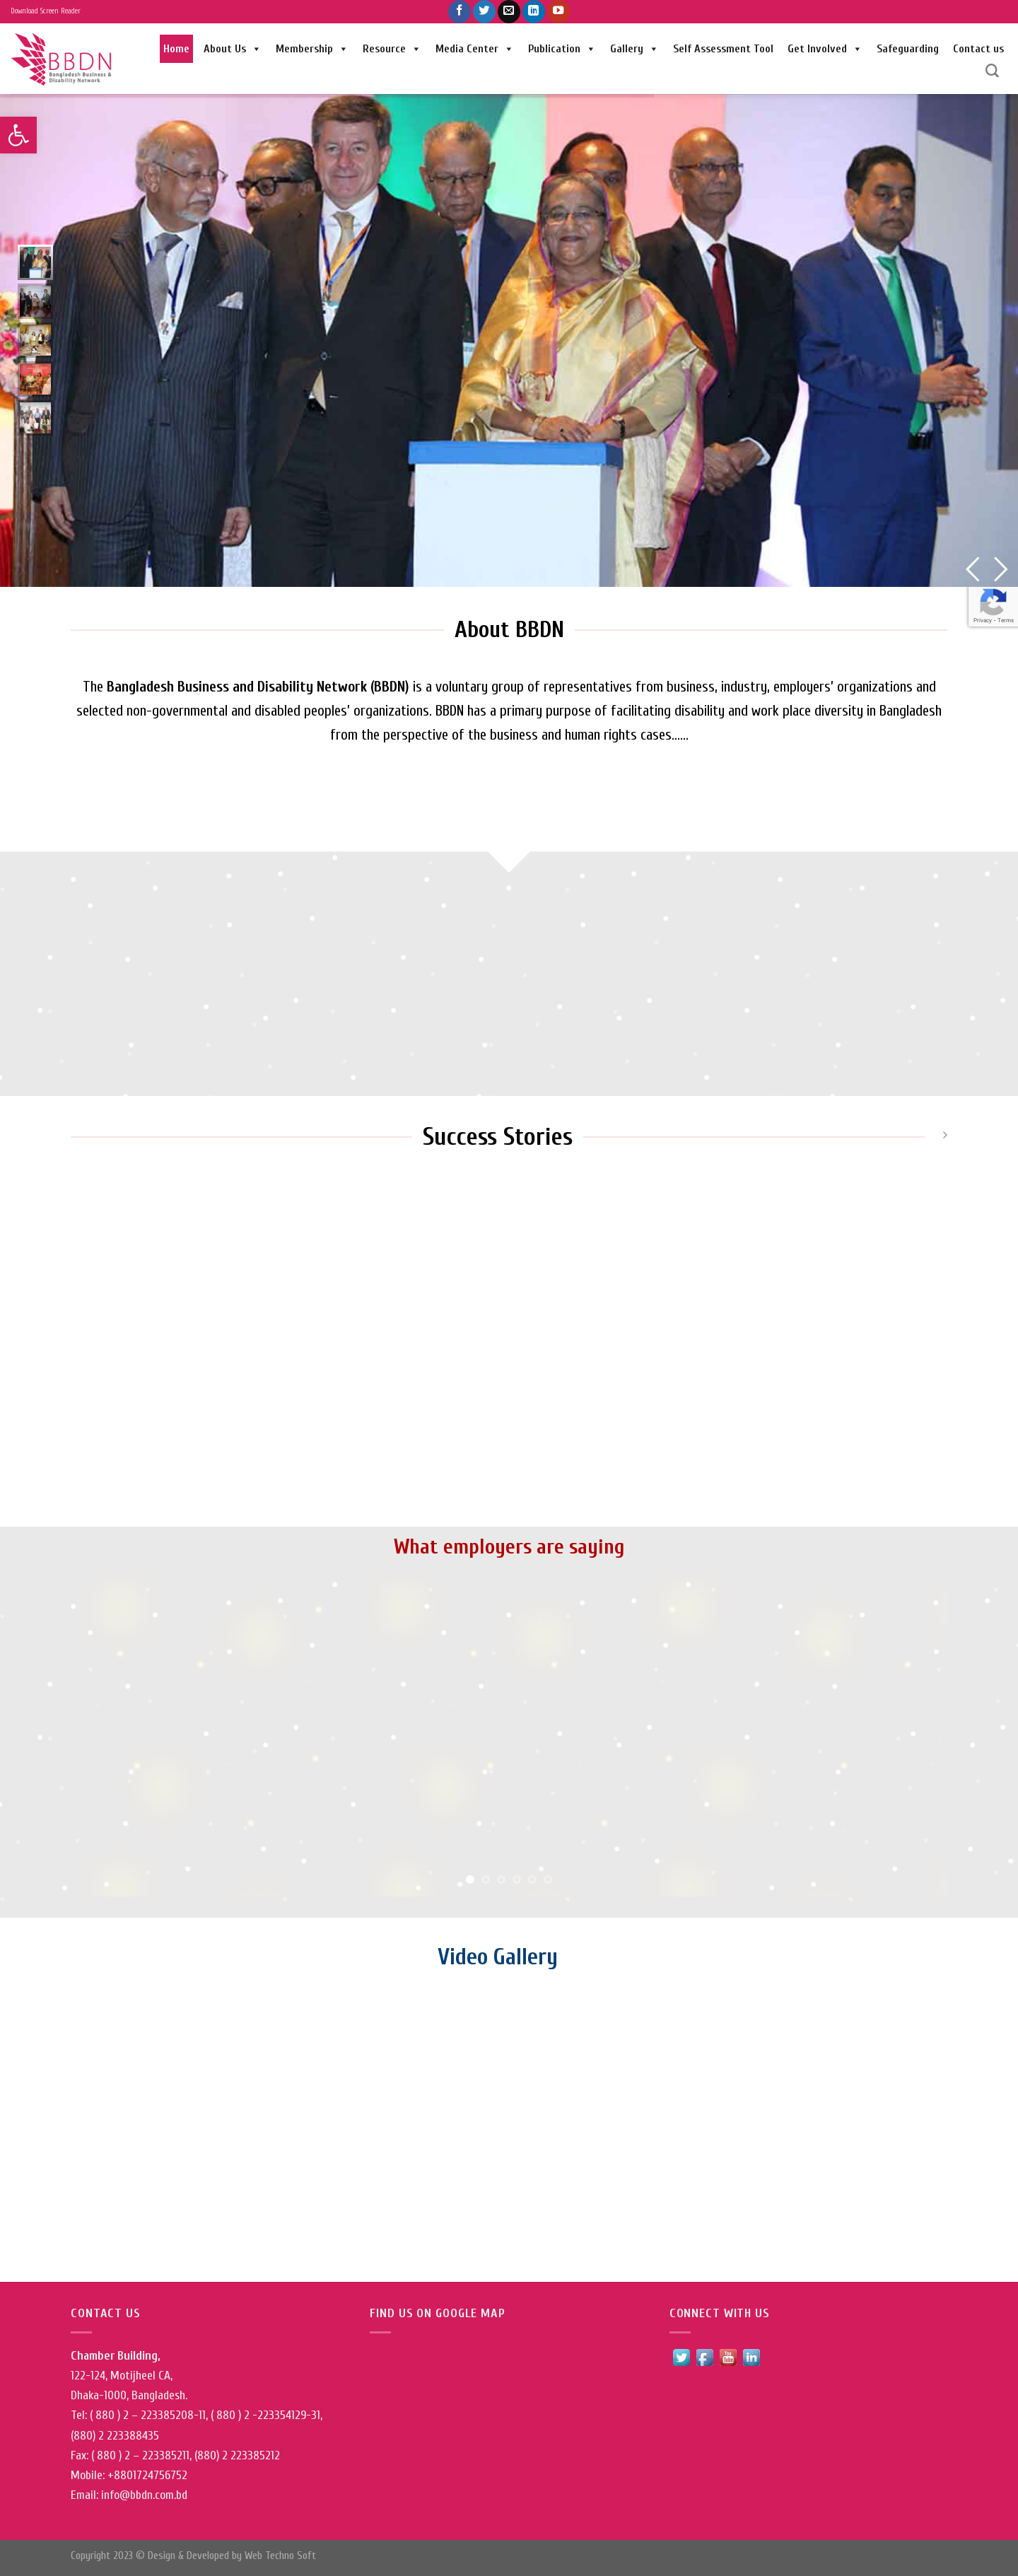 Download Screen Reader
BBDN
Bangladesh Business &
Disability Network
Home About Us Membership Resource Media Center Publication Gallery Self Assessment Tool Get Involved Safeguarding Contact us
Privacy - Terms
About BBDN
The Bangladesh Business and Disability Network (BBDN) is a voluntary group of representatives from business, industry, employers’ organizations and
selected non-governmental and disabled peoples’ organizations. BBDN has a primary purpose of facilitating disability and work place diversity in Bangladesh
from the perspective of the business and human rights cases……
Success Stories
What employers are saying
Video Gallery
CONTACT US
Chamber Building,
122-124, Motijheel CA,
Dhaka-1000, Bangladesh.
Tel: ( 880 ) 2 – 223385208-11, ( 880 ) 2 -223354129-31,
(880) 2 223388435
Fax: ( 880 ) 2 – 223385211, (880) 2 223385212
Mobile: +8801724756752
Email: info@bbdn.com.bd
FIND US ON GOOGLE MAP
CONNECT WITH US
Copyright 2023 © Design & Developed by Web Techno Soft